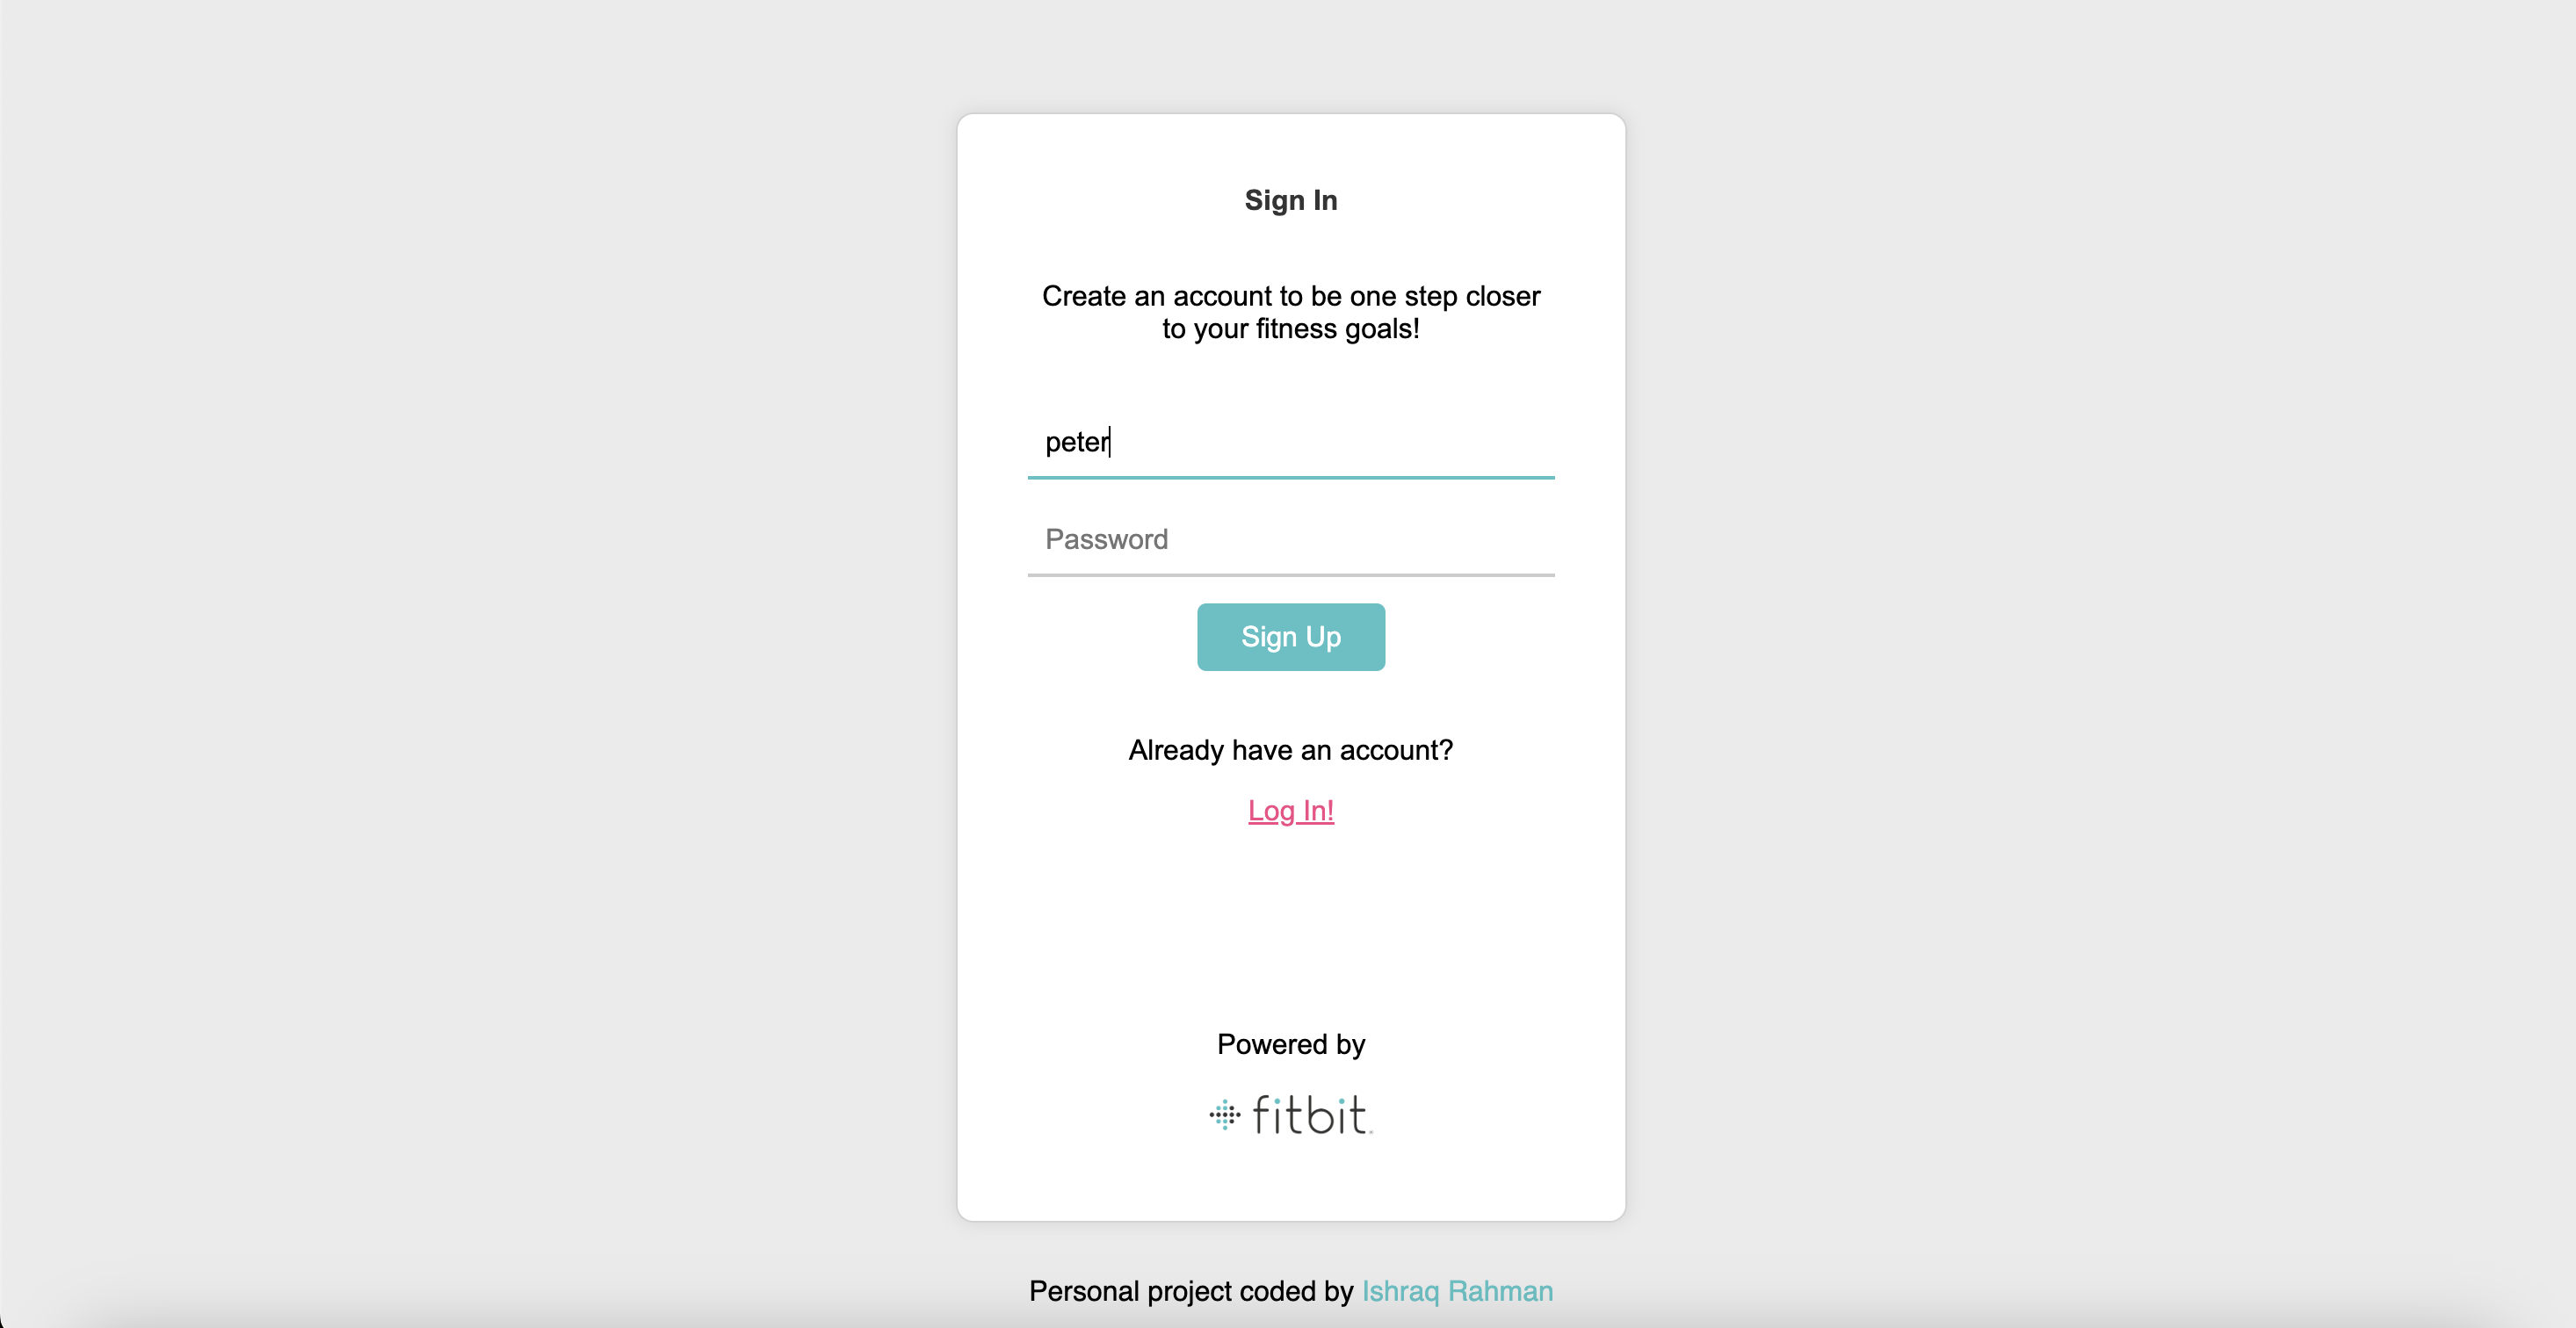 Sign In
Create an account to be one step closer
to your fitness goals!
peter
Password
Sign Up
Already have an account?
Log In!
Powered by
fitbit
Personal project coded by Ishraq Rahman